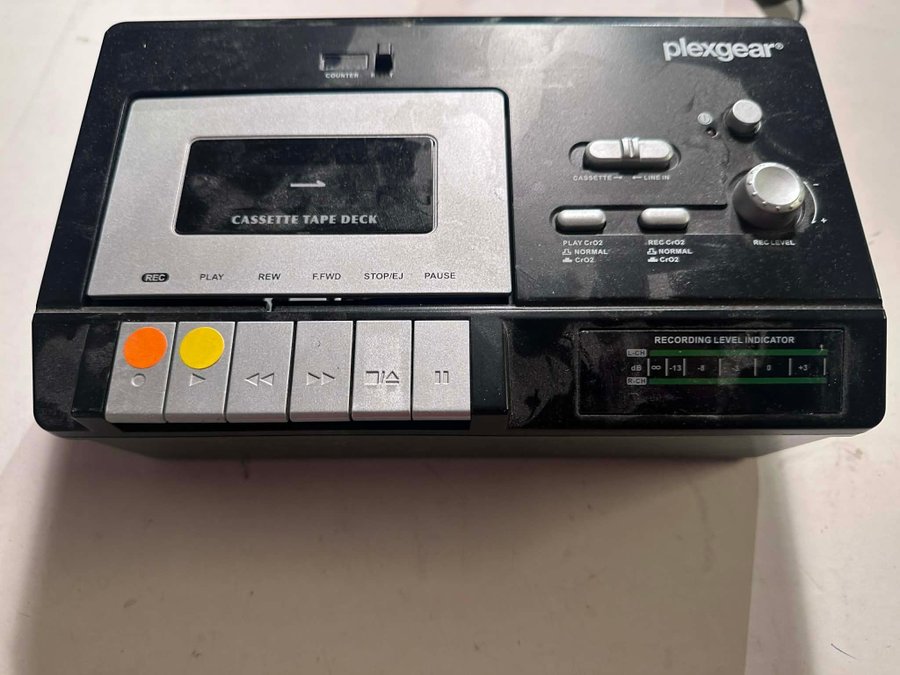 plexgear®
COUNTER
CASSETTE TAPE DECK
CASSETTE LINE IN
PLAY CrO2
NORMAL
CrO2
REC CrO2
NORMAL
CrO2
REC LEVEL
- +
REC PLAY REW F.FWD STOP/EJ PAUSE
RECORDING LEVEL INDICATOR
L-CH
dB ∞ -13 -8 -3 0 +3
R-CH